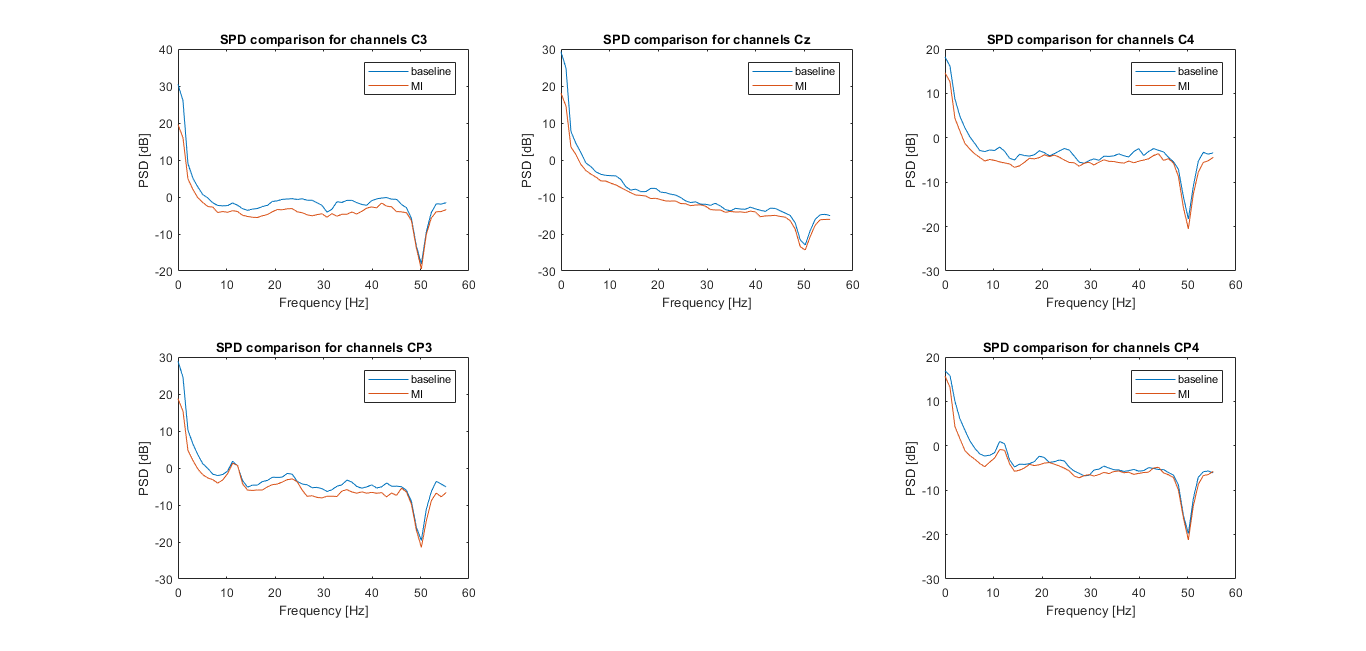 SPD comparison for channels C3
40
30
20
10
0
-10
-20
PSD [dB]
baseline
MI
0 10 20 30 40 50 60
Frequency [Hz]
SPD comparison for channels Cz
30
20
10
0
-10
-20
-30
PSD [dB]
baseline
MI
0 10 20 30 40 50 60
Frequency [Hz]
SPD comparison for channels C4
20
10
0
-10
-20
-30
PSD [dB]
baseline
MI
0 10 20 30 40 50 60
Frequency [Hz]
SPD comparison for channels CP3
30
20
10
0
-10
-20
-30
PSD [dB]
baseline
MI
0 10 20 30 40 50 60
Frequency [Hz]
SPD comparison for channels CP4
20
10
0
-10
-20
-30
PSD [dB]
baseline
MI
0 10 20 30 40 50 60
Frequency [Hz]